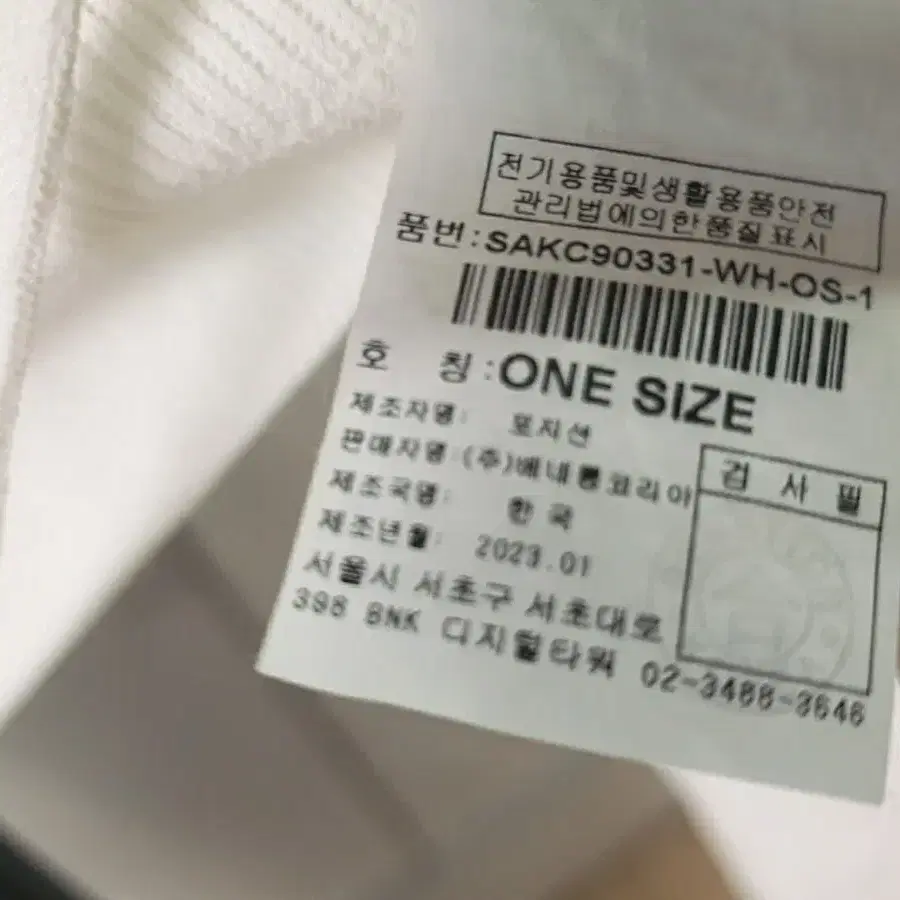 전기용품및생활용품안전
관리법에의한품질표시
품번:SAKC90331-WH-OS-1
호 칭:ONE SIZE
제조자명: 포지션
판매자명:(주)베네통코리아
제조국명: 한국
제조년월: 2023.01
검 사 필
서울시 서초구 서초대로
398 BNK 디지털타워 02-3488-3646